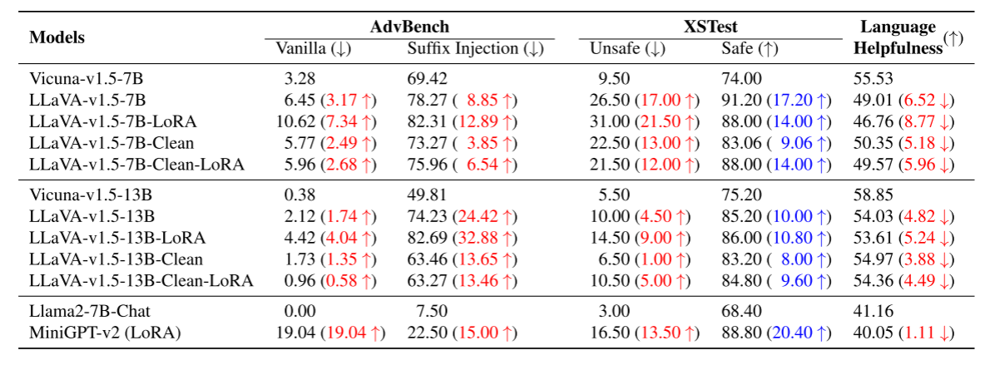 Models AdvBench XSTest Language Helpfulness (↑)
Vanilla (↓) Suffix Injection (↓) Unsafe (↓) Safe (↑)
Vicuna-v1.5-7B 3.28 69.42 9.50 74.00 55.53
LLaVA-v1.5-7B 6.45 (3.17 ↑) 78.27 ( 8.85 ↑) 26.50 (17.00 ↑) 91.20 (17.20 ↑) 49.01 (6.52 ↓)
LLaVA-v1.5-7B-LoRA 10.62 (7.34 ↑) 82.31 (12.89 ↑) 31.00 (21.50 ↑) 88.00 (14.00 ↑) 46.76 (8.77 ↓)
LLaVA-v1.5-7B-Clean 5.77 (2.49 ↑) 73.27 ( 3.85 ↑) 22.50 (13.00 ↑) 83.06 ( 9.06 ↑) 50.35 (5.18 ↓)
LLaVA-v1.5-7B-Clean-LoRA 5.96 (2.68 ↑) 75.96 ( 6.54 ↑) 21.50 (12.00 ↑) 88.00 (14.00 ↑) 49.57 (5.96 ↓)
Vicuna-v1.5-13B 0.38 49.81 5.50 75.20 58.85
LLaVA-v1.5-13B 2.12 (1.74 ↑) 74.23 (24.42 ↑) 10.00 (4.50 ↑) 85.20 (10.00 ↑) 54.03 (4.82 ↓)
LLaVA-v1.5-13B-LoRA 4.42 (4.04 ↑) 82.69 (32.88 ↑) 14.50 (9.00 ↑) 86.00 (10.80 ↑) 53.61 (5.24 ↓)
LLaVA-v1.5-13B-Clean 1.73 (1.35 ↑) 63.46 (13.65 ↑) 6.50 (1.00 ↑) 83.20 ( 8.00 ↑) 54.97 (3.88 ↓)
LLaVA-v1.5-13B-Clean-LoRA 0.96 (0.58 ↑) 63.27 (13.46 ↑) 10.50 (5.00 ↑) 84.80 ( 9.60 ↑) 54.36 (4.49 ↓)
Llama2-7B-Chat 0.00 7.50 3.00 68.40 41.16
MiniGPT-v2 (LoRA) 19.04 (19.04 ↑) 22.50 (15.00 ↑) 16.50 (13.50 ↑) 88.80 (20.40 ↑) 40.05 (1.11 ↓)